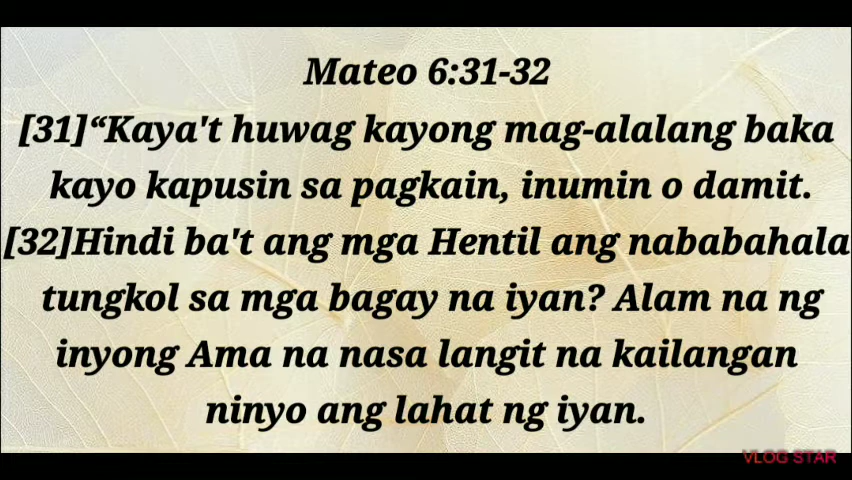 Mateo 6:31-32
[31]“Kaya't huwag kayong mag-alalang baka
kayo kapusin sa pagkain, inumin o damit.
[32]Hindi ba't ang mga Hentil ang nababahala
tungkol sa mga bagay na iyan? Alam na ng
inyong Ama na nasa langit na kailangan
ninyo ang lahat ng iyan.
VLOG STAR